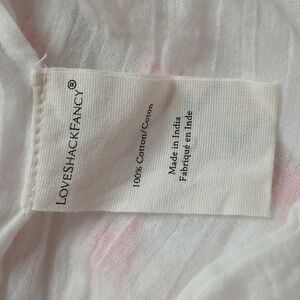 LOVESHACKFANCY®
100% Cotton/Coton
Made in India
Fabriqué en Inde